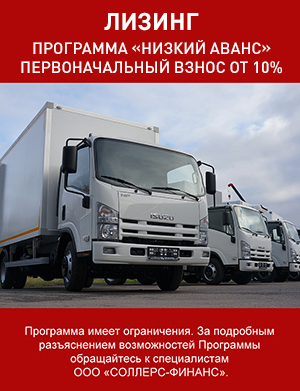 ЛИЗИНГ
ПРОГРАММА «НИЗКИЙ АВАНС»
ПЕРВОНАЧАЛЬНЫЙ ВЗНОС ОТ 10%
ISUZU
Программа имеет ограничения. За подробным
разъяснением возможностей Программы
обращайтесь к специалистам
ООО «СОЛЛЕРС-ФИНАНС».